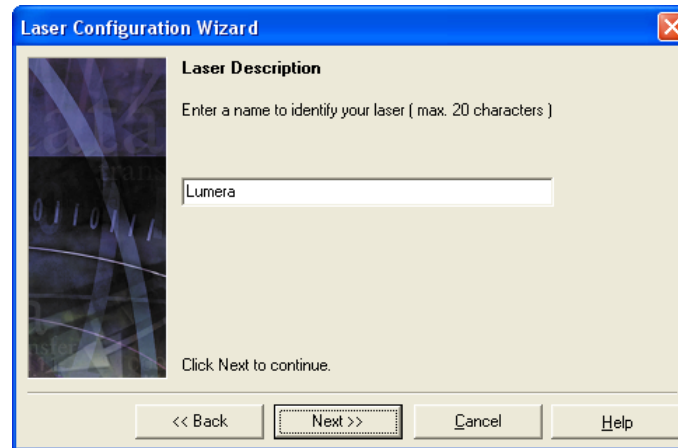 Laser Configuration Wizard
Laser Description
Enter a name to identify your laser ( max. 20 characters )
Lumera
Click Next to continue.
<< Back
Next >>
Cancel
Help